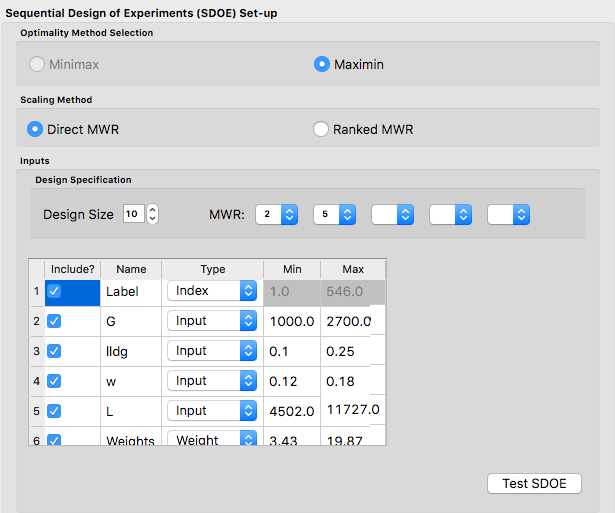 Sequential Design of Experiments (SDOE) Set-up
Optimality Method Selection
Minimax Maximin
Scaling Method
Direct MWR Ranked MWR
Inputs
Design Specification
Design Size 10 MWR: 2 5
Include? Name Type Min Max
1 Label Index 1.0 546.0
2 G Input 1000.0 2700.0
3 lldg Input 0.1 0.25
4 w Input 0.12 0.18
5 L Input 4502.0 11727.0
6 Weights Weight 3.43 19.87
Test SDOE